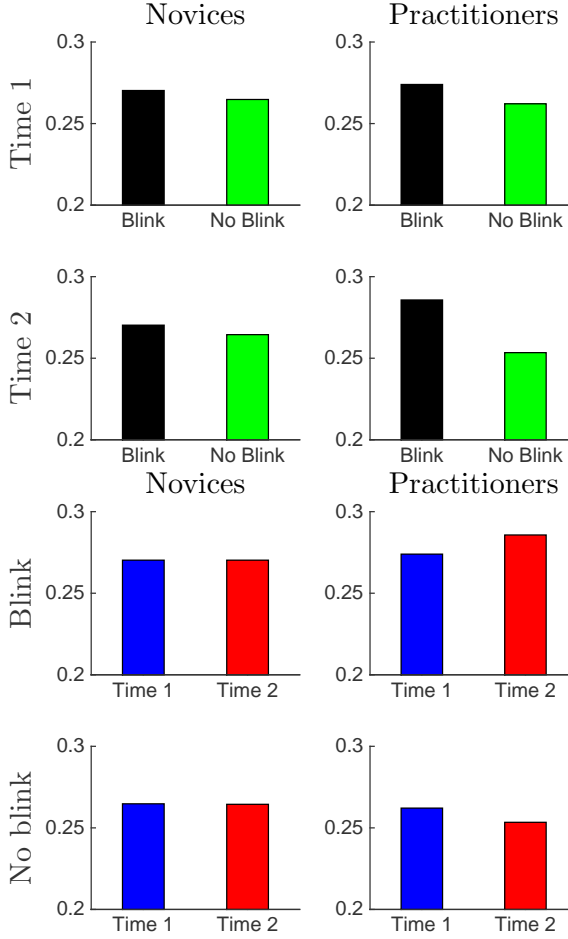 Novices Practitioners
Time 1
0.3 0.3
0.25 0.25
0.2 0.2
Blink No Blink Blink No Blink
Time 2
0.3 0.3
0.25 0.25
0.2 0.2
Blink No Blink Blink No Blink
Novices Practitioners
Blink
0.3 0.3
0.25 0.25
0.2 0.2
Time 1 Time 2 Time 1 Time 2
No blink
0.3 0.3
0.25 0.25
0.2 0.2
Time 1 Time 2 Time 1 Time 2